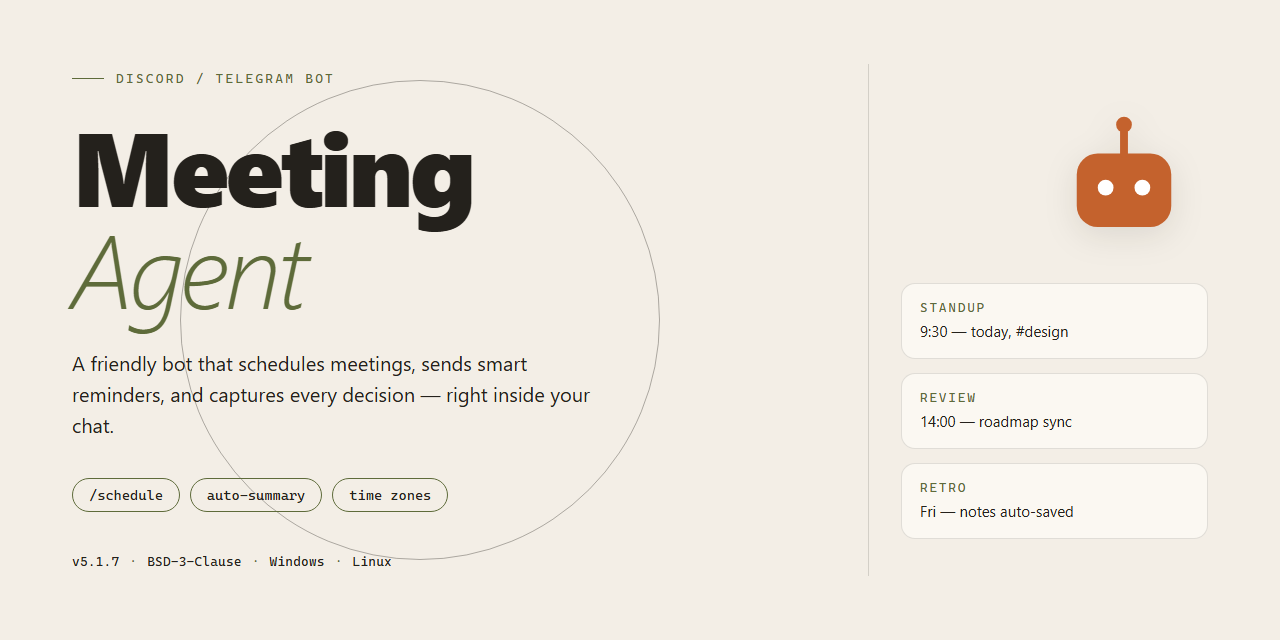 DISCORD / TELEGRAM BOT
Meeting
Agent
A friendly bot that schedules meetings, sends smart
reminders, and captures every decision — right inside your
chat.
/schedule auto-summary time zones
v5.1.7 · BSD-3-Clause · Windows · Linux
STANDUP
9:30 — today, #design
REVIEW
14:00 — roadmap sync
RETRO
Fri — notes auto-saved